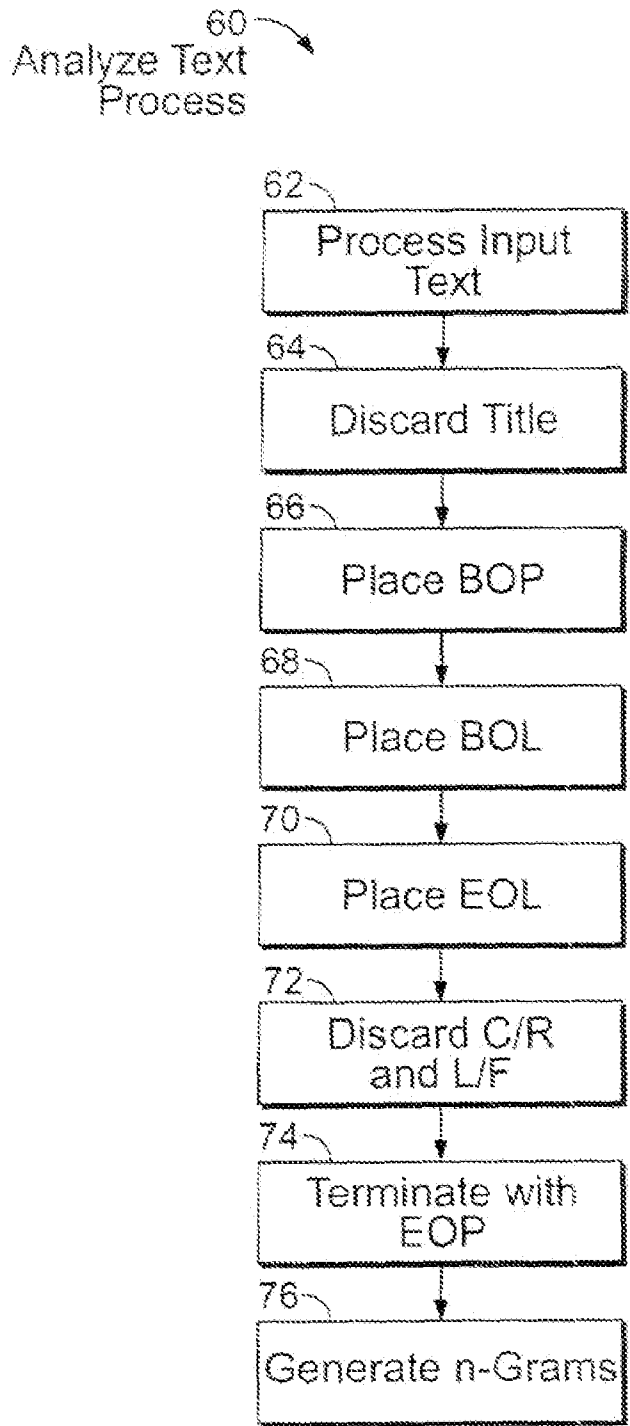 60
Analyze Text
Process
62
Process Input
Text
64
Discard Title
66
Place BOP
68
Place BOL
70
Place EOL
72
Discard C/R
and L/F
74
Terminate with
EOP
76
Generate n-Grams